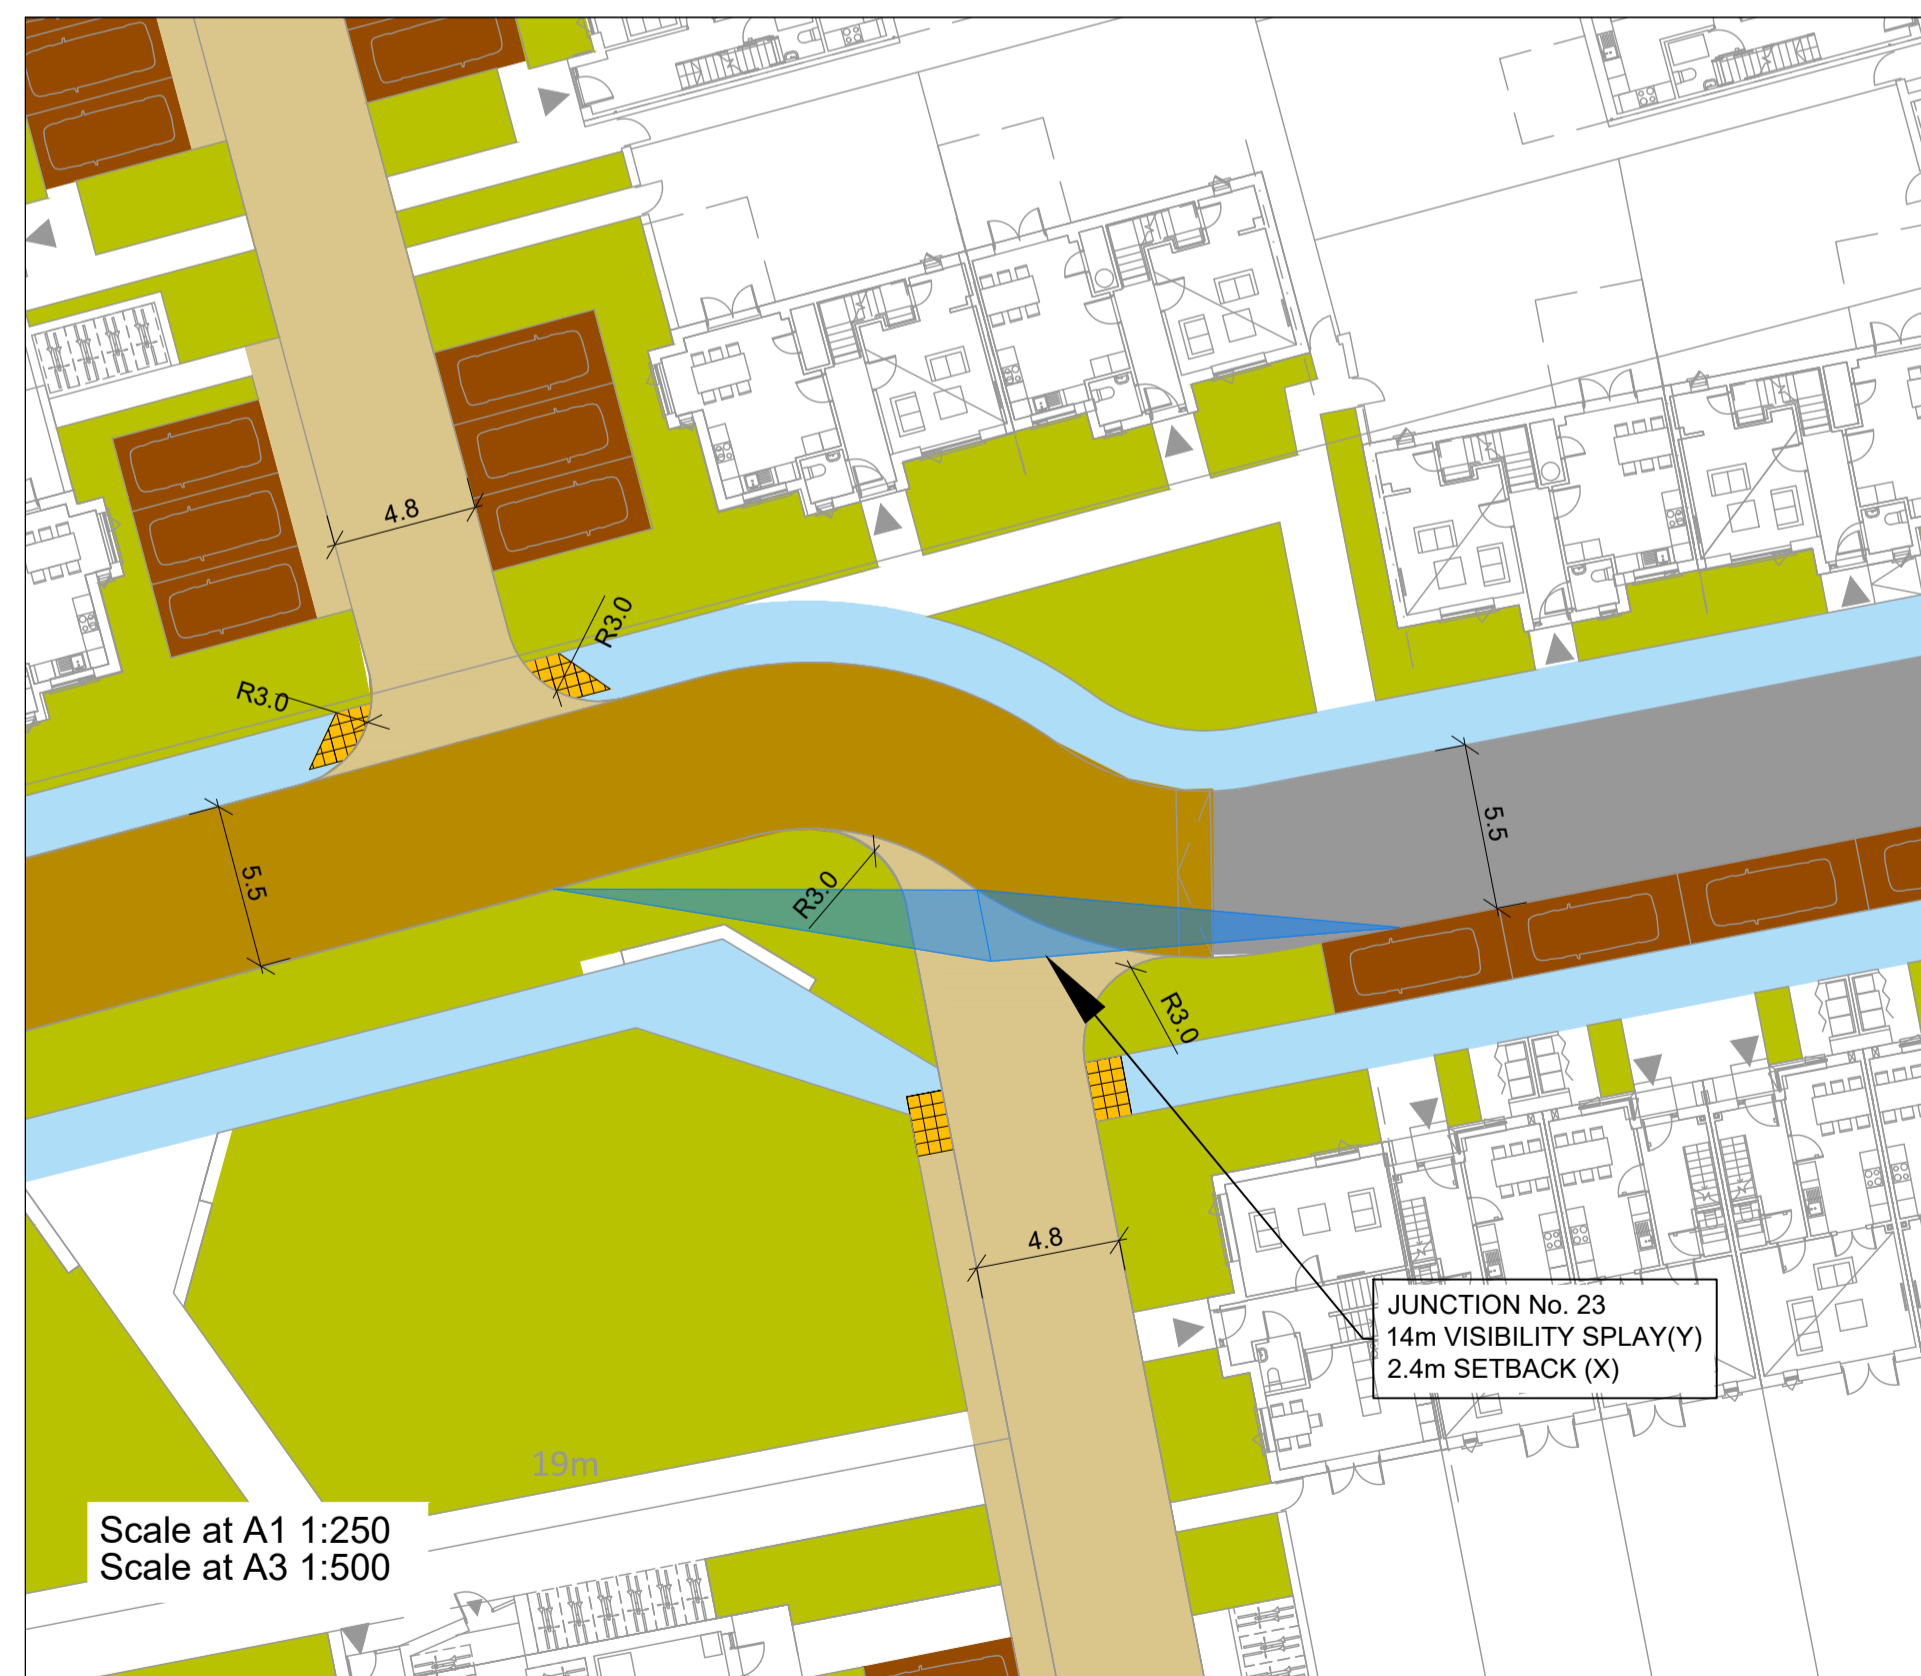 4.8
R3.0
R3.0
5.5
5.5
R3.0
R3.0
4.8
JUNCTION No. 23
14m VISIBILITY SPLAY(Y)
2.4m SETBACK (X)
19m
Scale at A1 1:250
Scale at A3 1:500